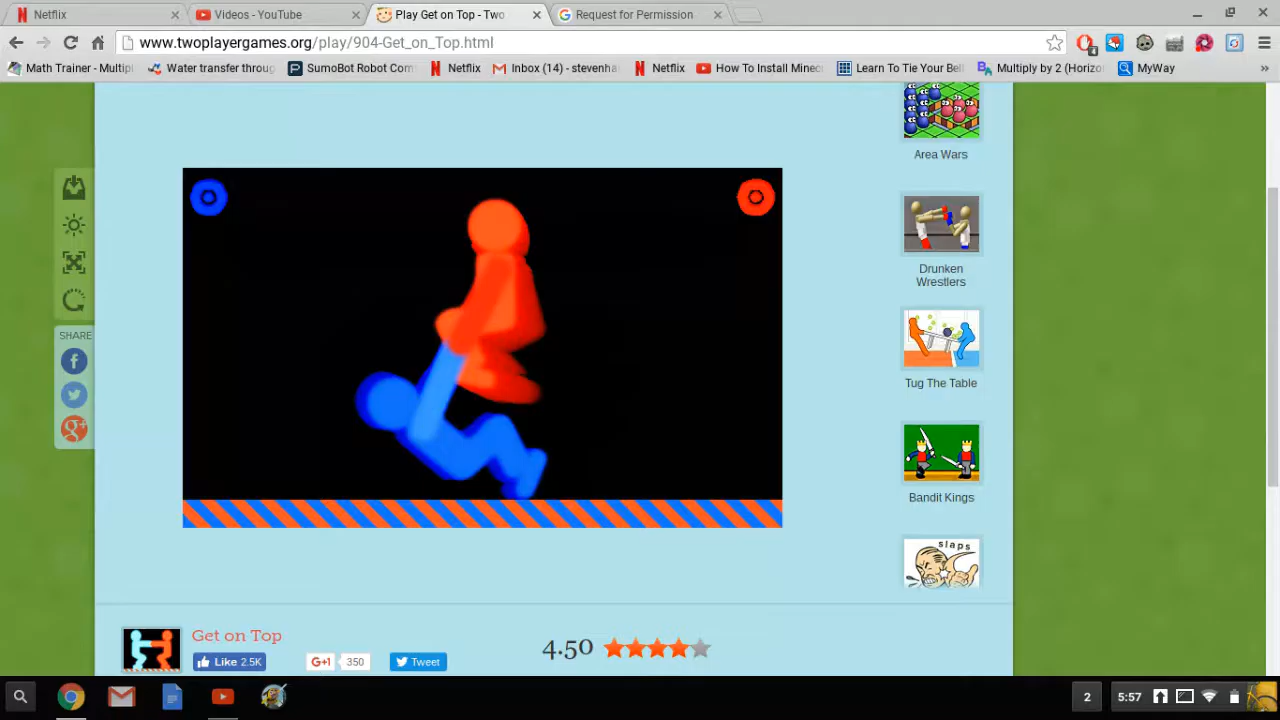 Netflix
Videos - YouTube
Play Get on Top - Two
Request for Permission
www.twoplayergames.org/play/904-Get_on_Top.html
4
Math Trainer - Multipl
Water transfer throu
SumoBot Robot Comm
Netflix
Inbox (14) - stevenha
Netflix
How To Install Minec
Learn To Tie Your Bel
Multiply by 2 (Horizo
MyWay
Area Wars
Drunken
Wrestlers
SHARE
Tug The Table
Bandit Kings
slaps
Get on Top
4.50
Like 2.5K
G+1
350
Tweet
2
5:57